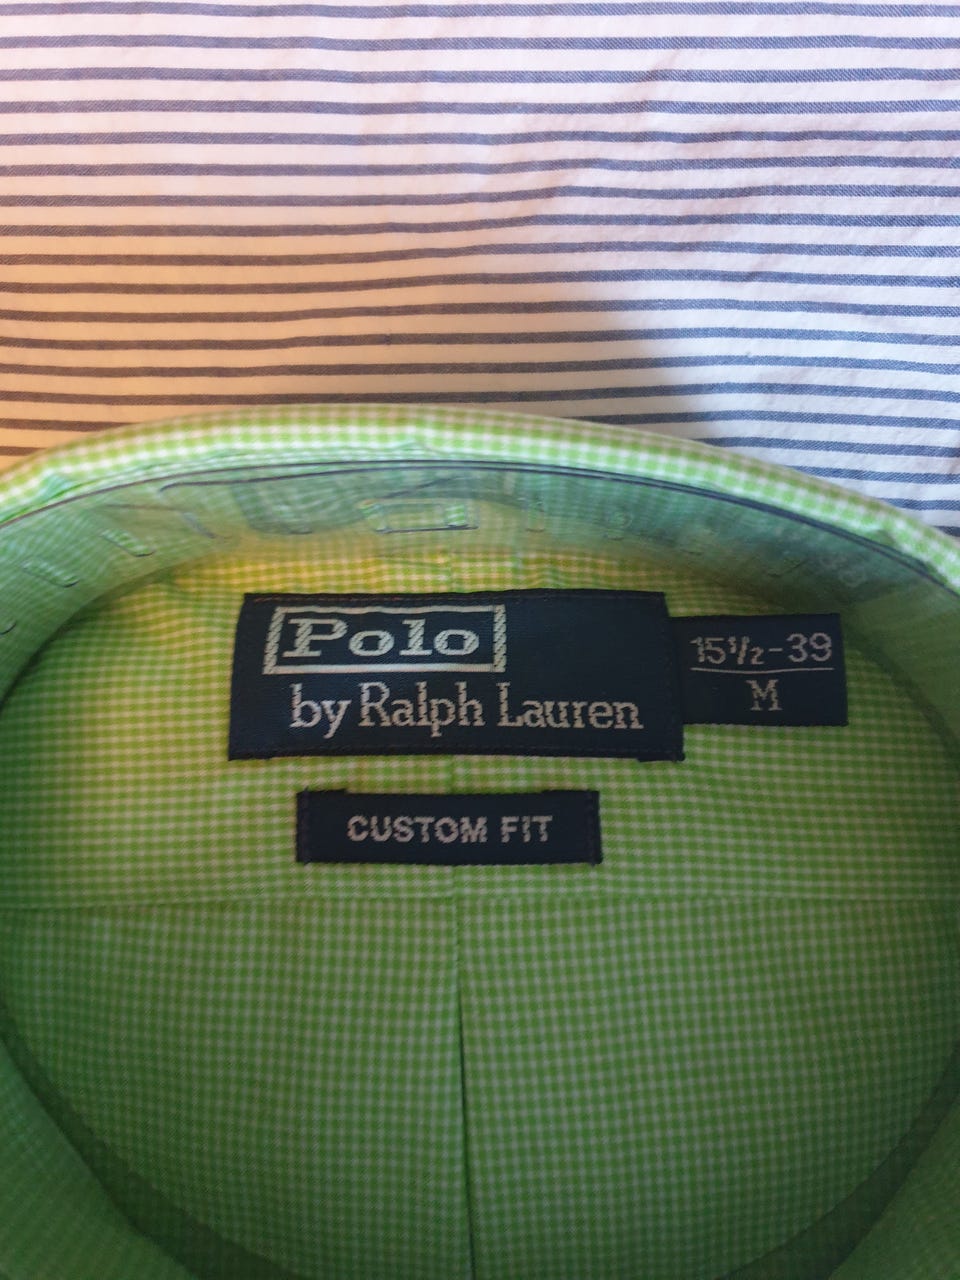 Polo
by Ralph Lauren
15½-39
M
CUSTOM FIT